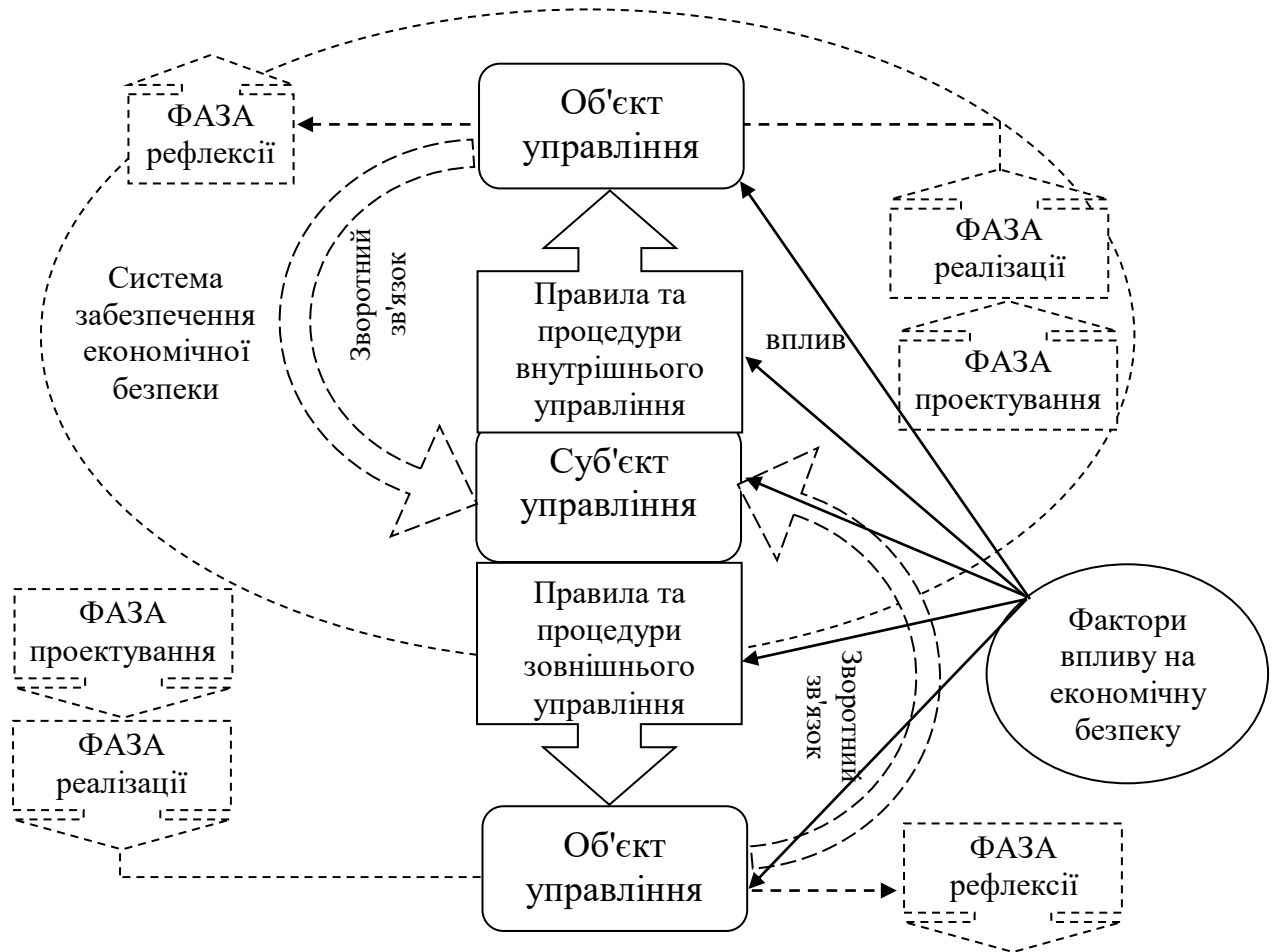 ФАЗА
рефлексії
Об'єкт
управління
ФАЗА
реалізації
Зворотний
зв'язок
Система
забезпечення
економічної
безпеки
Правила та
процедури
внутрішнього
управління
вплив
ФАЗА
проектування
Суб'єкт
управління
ФАЗА
проектування
Правила та
процедури
зовнішнього
управління
Зворотний
зв'язок
Фактори
впливу на
економічну
безпеку
ФАЗА
реалізації
Об'єкт
управління
ФАЗА
рефлексії